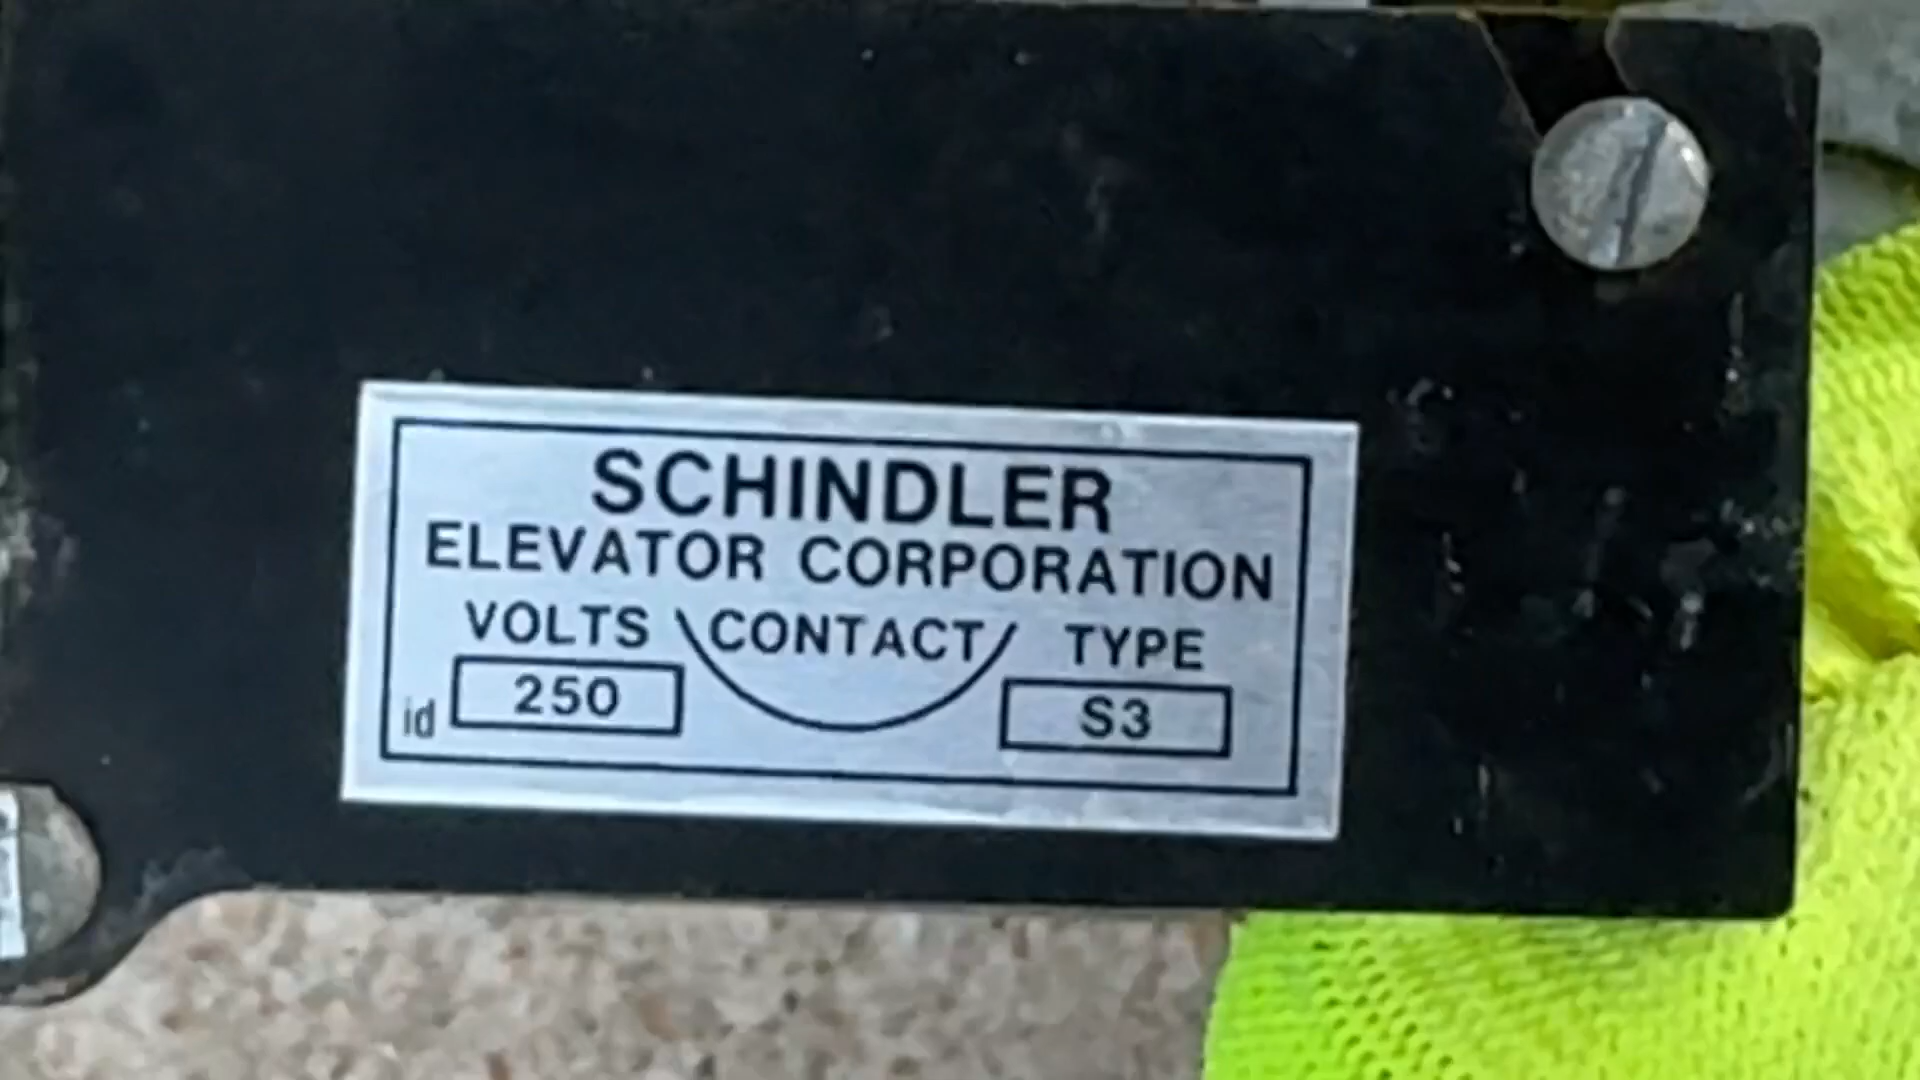 SCHINDLER
ELEVATOR CORPORATION
VOLTS CONTACT TYPE
id 250 S3